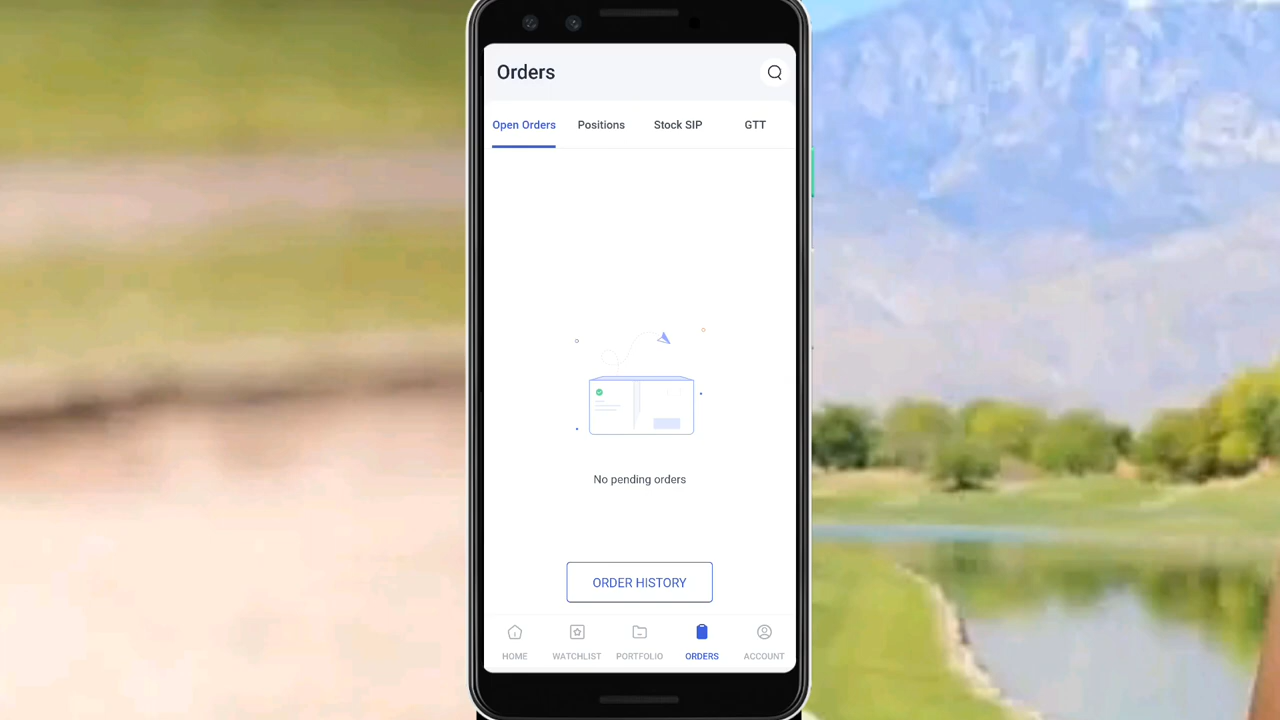 Orders
Open Orders Positions Stock SIP GTT
No pending orders
ORDER HISTORY
HOME WATCHLIST PORTFOLIO ORDERS ACCOUNT